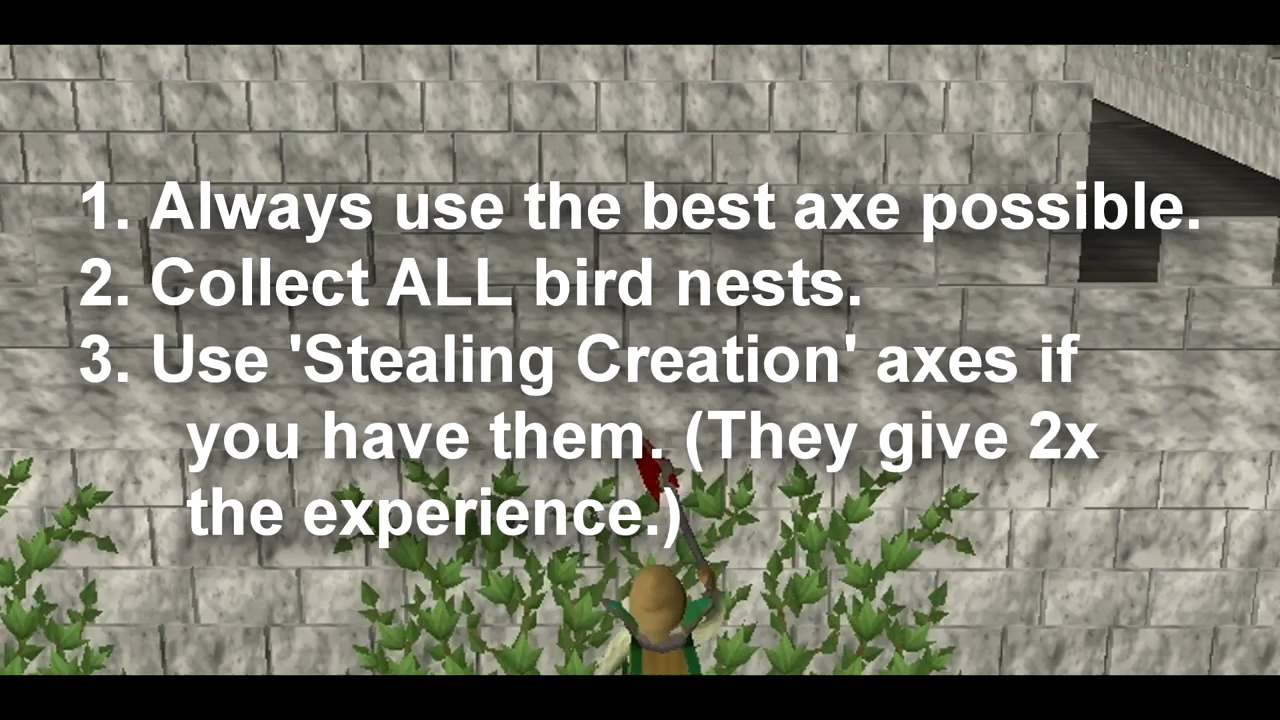 1. Always use the best axe possible.
2. Collect ALL bird nests.
3. Use 'Stealing Creation' axes if
you have them. (They give 2x
the experience.)